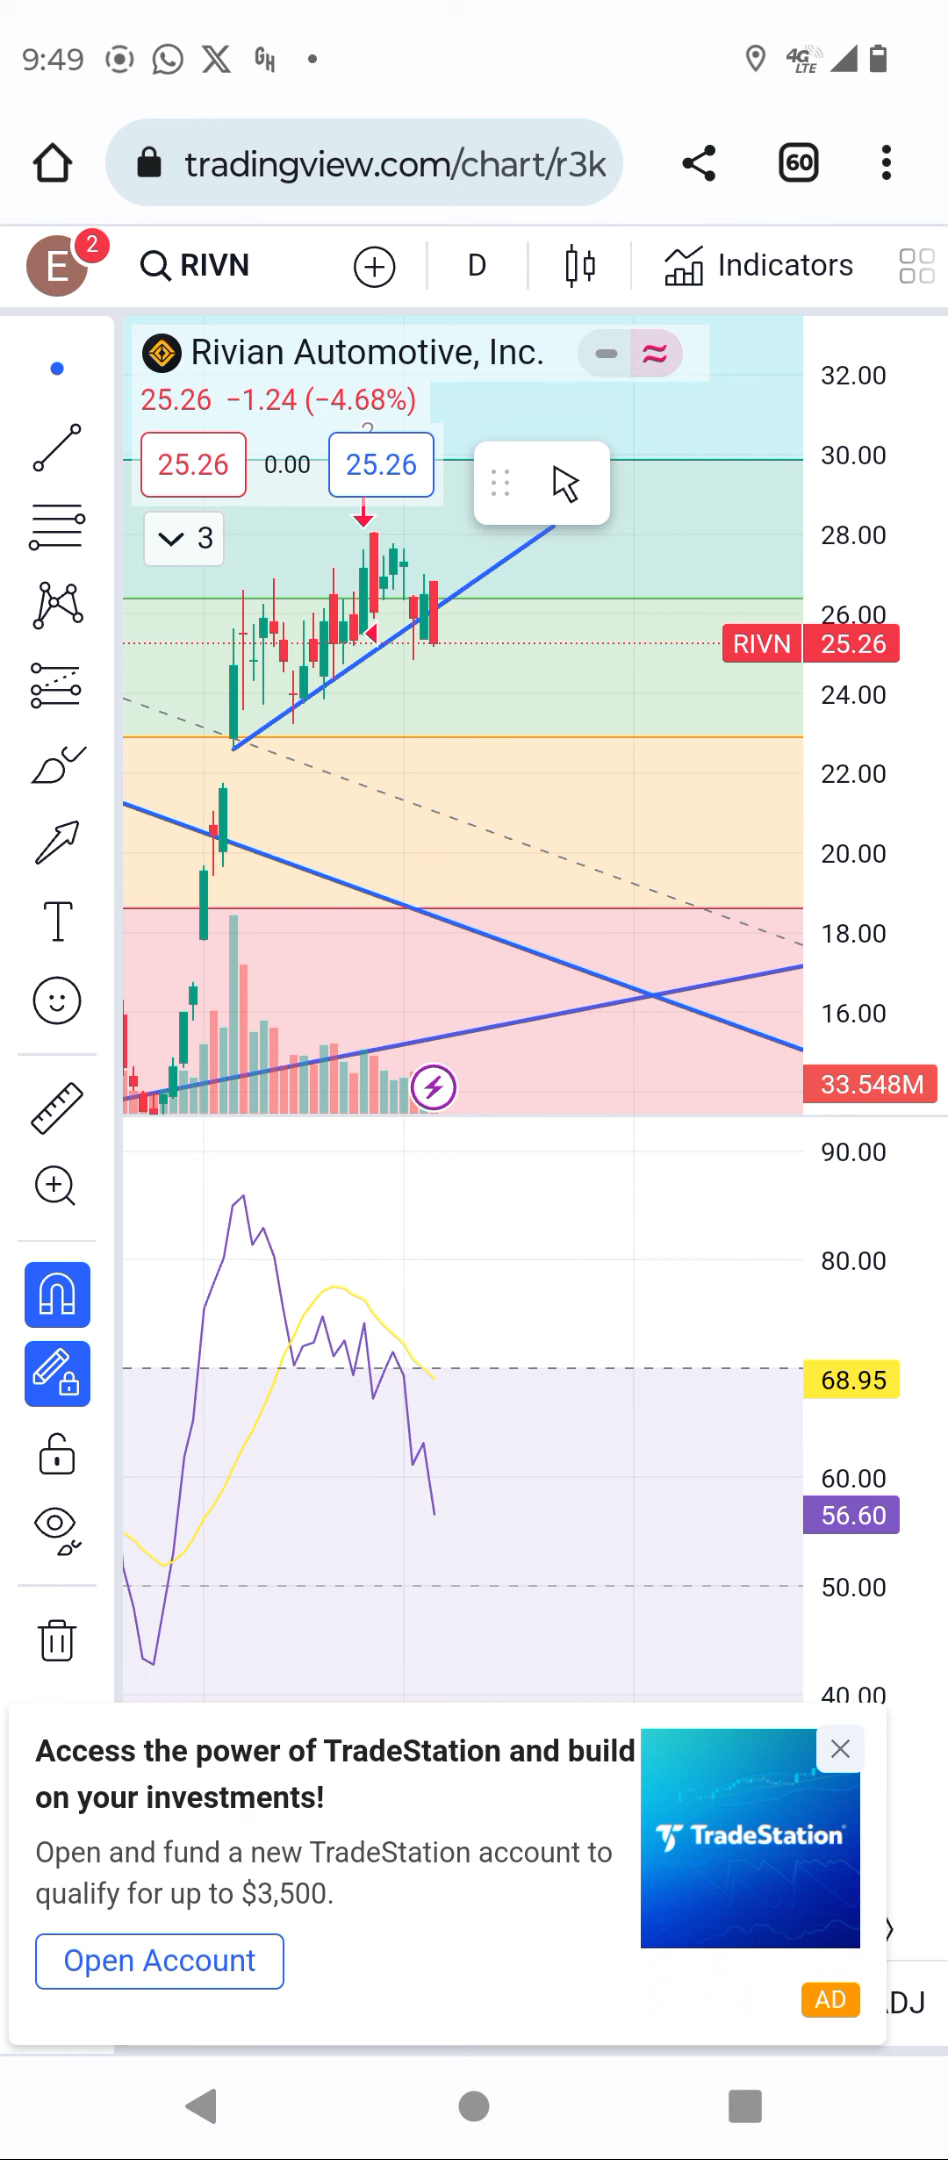 9:49
4G
LTE
tradingview.com/chart/r3k
60
E
2
RIVN
D
Indicators
Rivian Automotive, Inc.
25.26 −1.24 (−4.68%)
25.26
0.00
25.26
3
32.00
30.00
28.00
26.00
RIVN 25.26
24.00
22.00
20.00
18.00
16.00
33.548M
90.00
80.00
68.95
60.00
56.60
50.00
40.00
T
Access the power of TradeStation and build
on your investments!
Open and fund a new TradeStation account to
qualify for up to $3,500.
Open Account
TradeStation
AD
ADJ